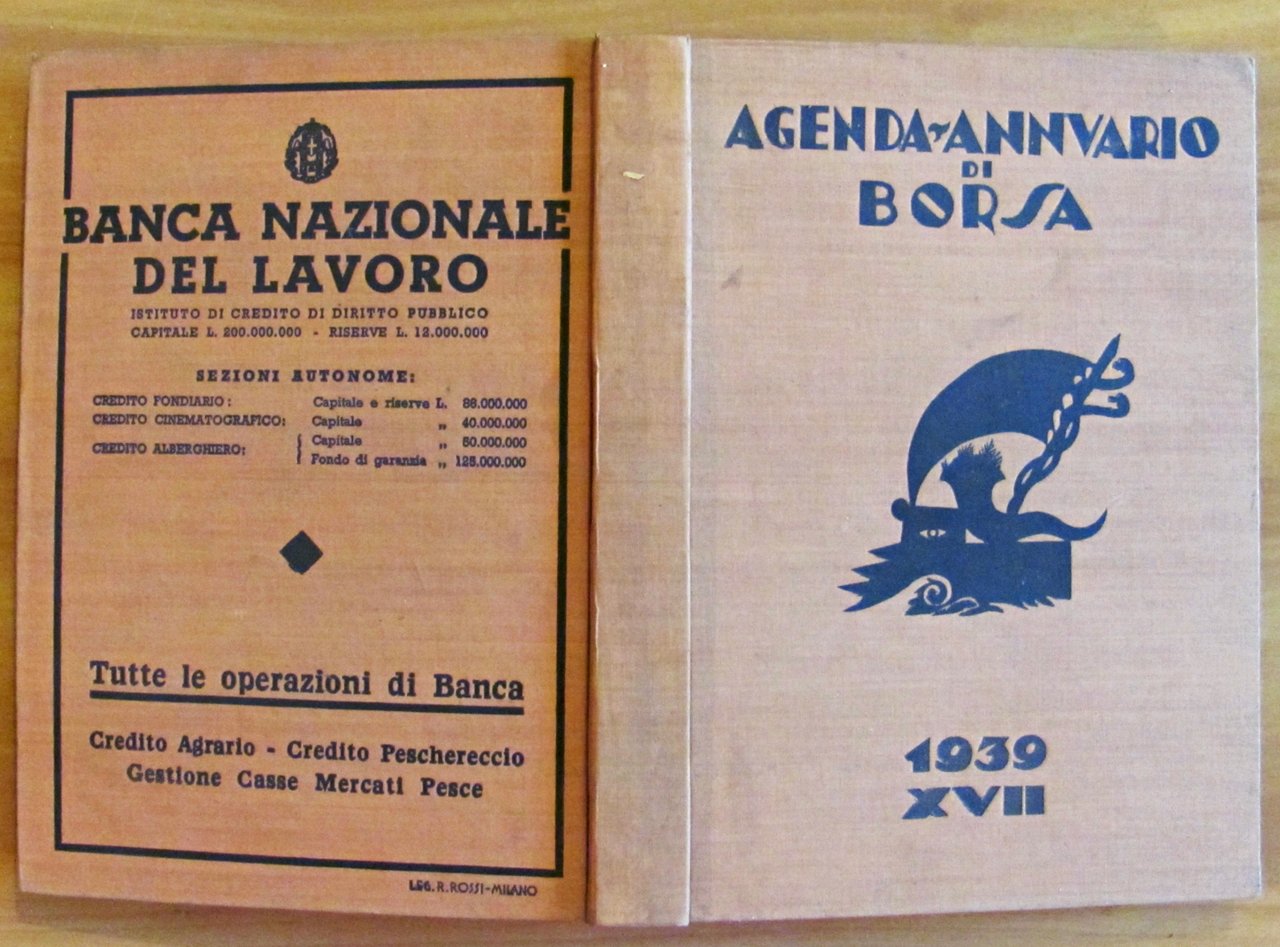 BANCA NAZIONALE
DEL LAVORO
ISTITUTO DI CREDITO DI DIRITTO PUBBLICO
CAPITALE L. 200.000.000 - RISERVE L. 12.000.000
SEZIONI AUTONOME:
CREDITO FONDIARIO: Capitale e riserve L. 88.000.000
CREDITO CINEMATOGRAFICO: Capitale „ 40.000.000
CREDITO ALBERGHIERO: { Capitale „ 50.000.000
Fondo di garanzia „ 125.000.000
Tutte le operazioni di Banca
Credito Agrario - Credito Peschereccio
Gestione Casse Mercati Pesce
LEG. R. ROSSI-MILANO
AGENDA-ANNVARIO
DI
BORSA
1939
XVII